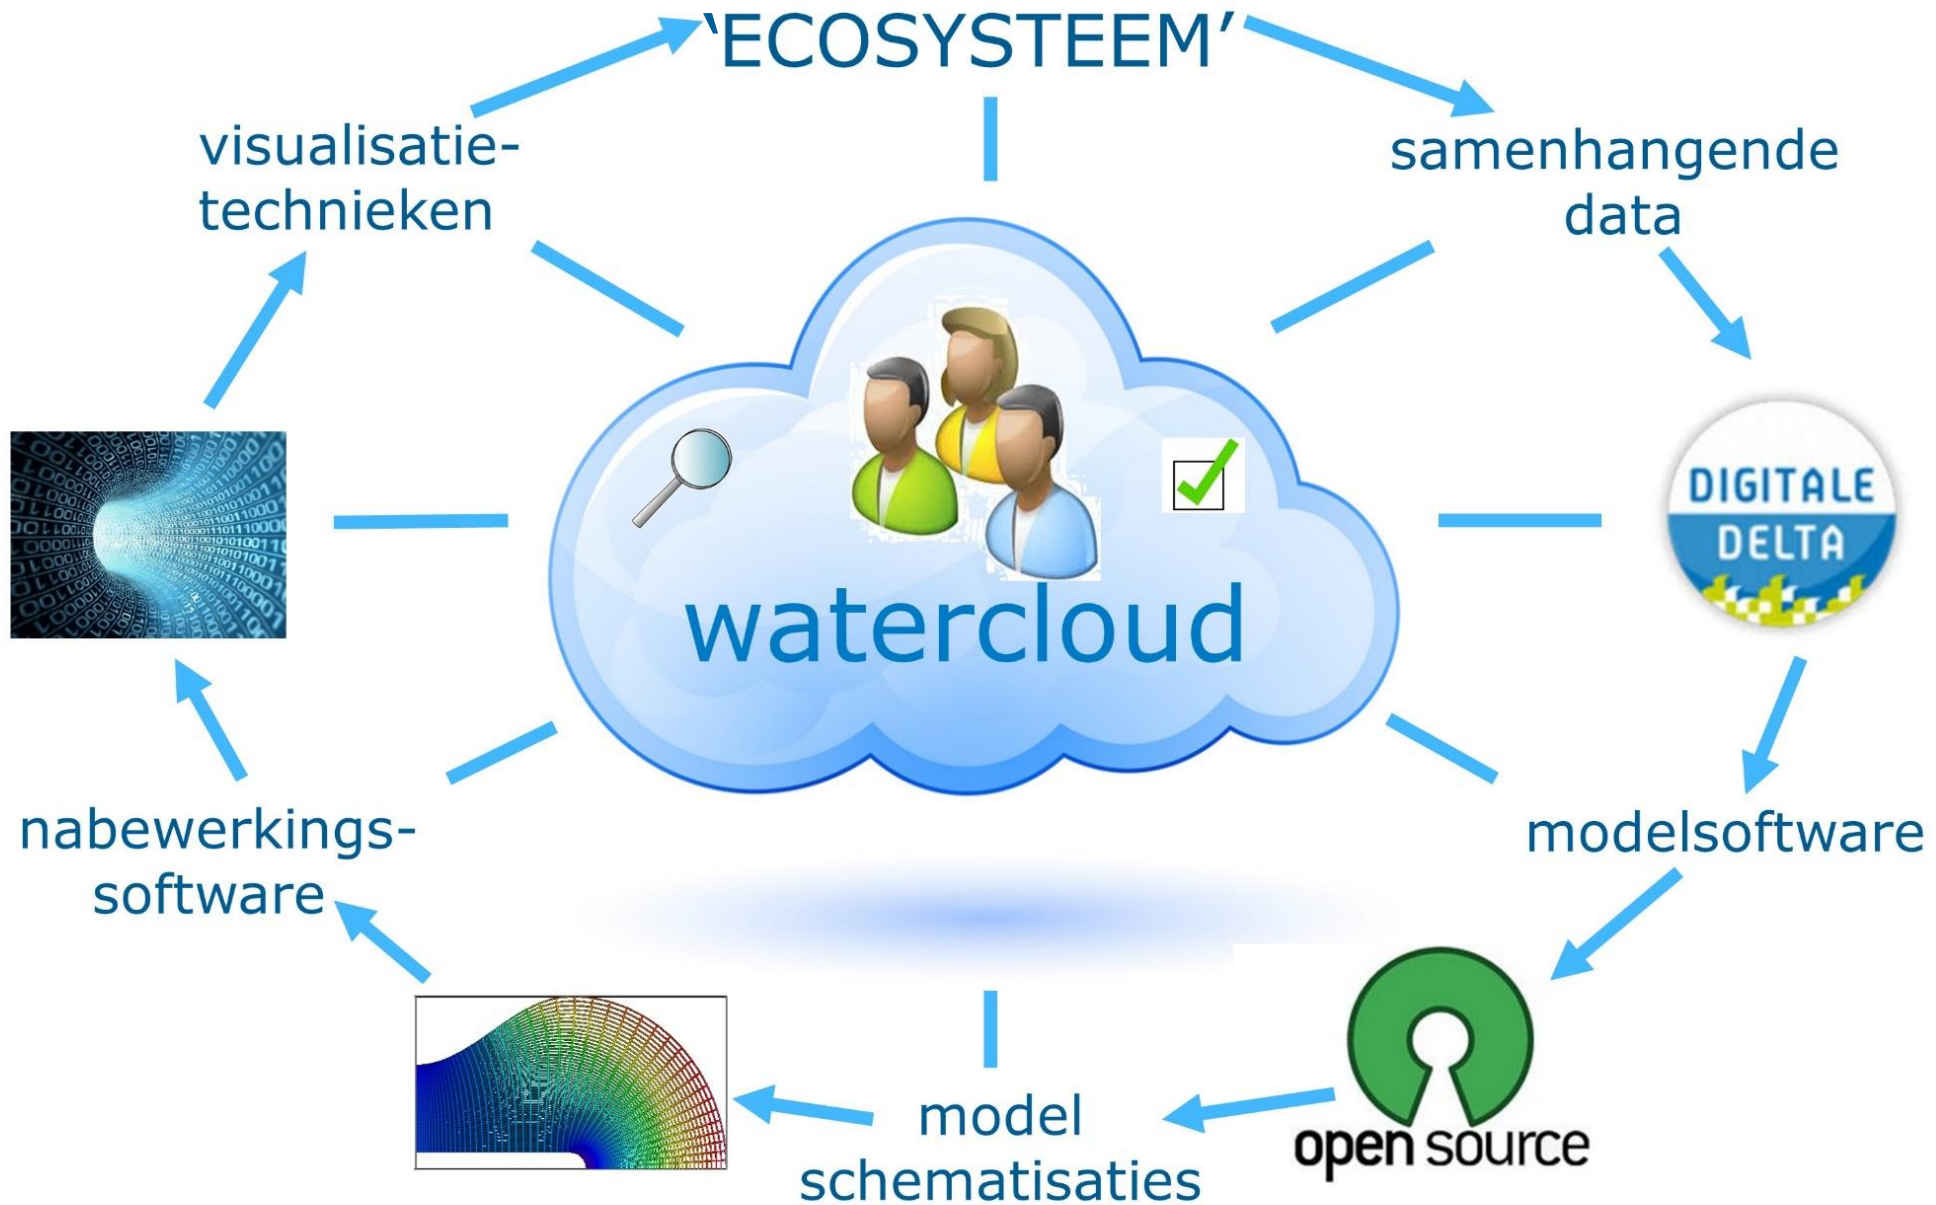 ‘ECOSYSTEEM’
visualisatie-
technieken
samenhangende
data
DIGITALE
DELTA
watercloud
nabewerkings-
software
modelsoftware
model
schematisaties
open source